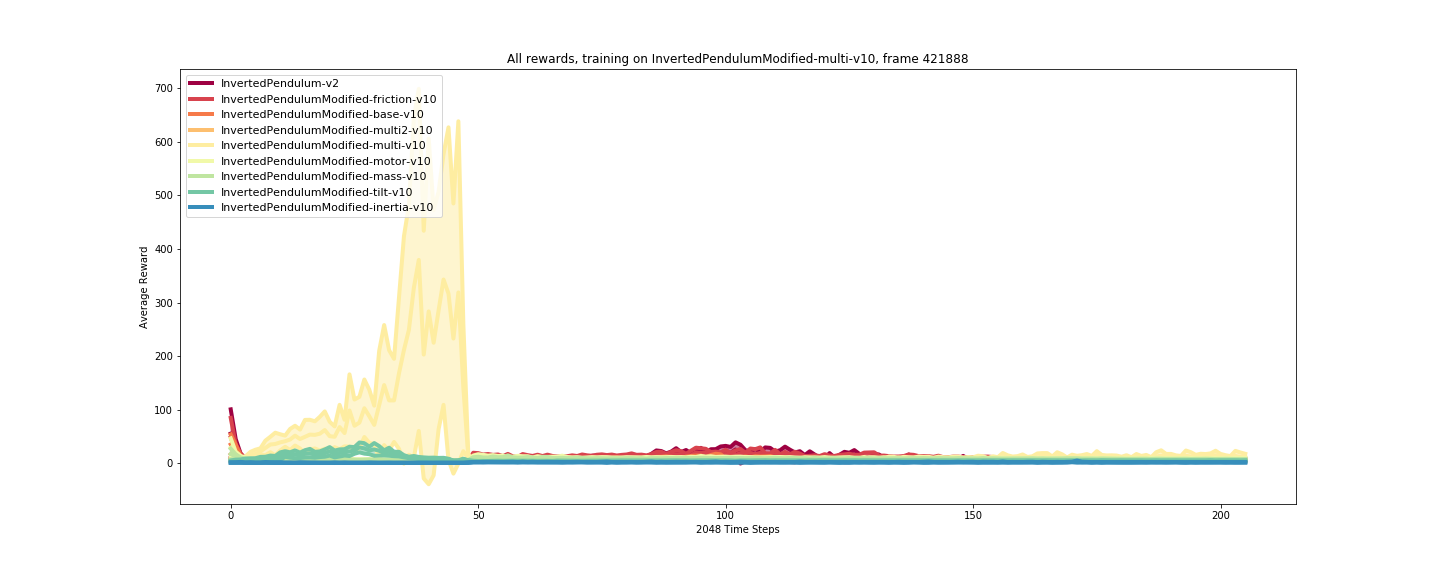 All rewards, training on InvertedPendulumModified-multi-v10, frame 421888
InvertedPendulum-v2
InvertedPendulumModified-friction-v10
InvertedPendulumModified-base-v10
InvertedPendulumModified-multi2-v10
InvertedPendulumModified-multi-v10
InvertedPendulumModified-motor-v10
InvertedPendulumModified-mass-v10
InvertedPendulumModified-tilt-v10
InvertedPendulumModified-inertia-v10
700
600
500
400
300
200
100
0
Average Reward
0 50 100 150 200
2048 Time Steps